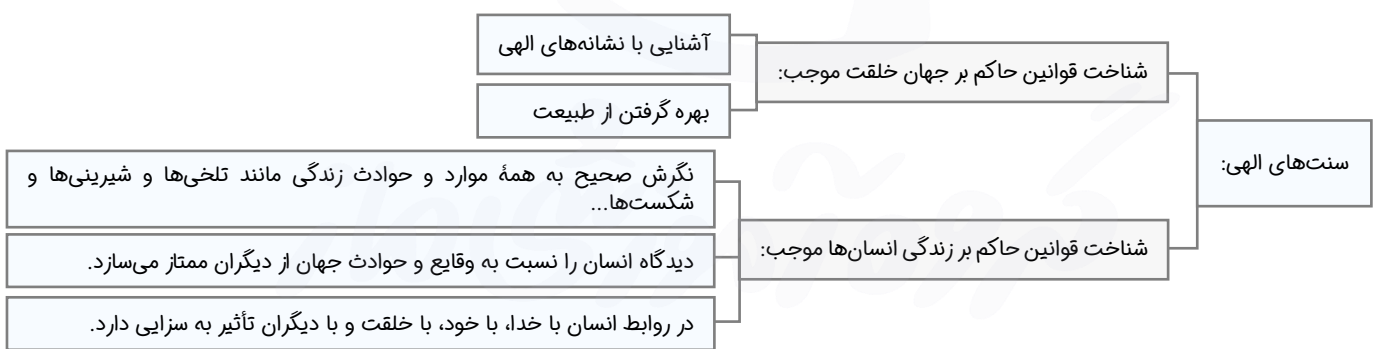 سنت‌های الهی:
شناخت قوانین حاکم بر جهان خلقت موجب:
آشنایی با نشانه‌های الهی
بهره گرفتن از طبیعت
شناخت قوانین حاکم بر زندگی انسان‌ها موجب:
نگرش صحیح به همهٔ موارد و حوادث زندگی مانند تلخی‌ها و شیرینی‌ها و
شکست‌ها...
دیدگاه انسان را نسبت به وقایع و حوادث جهان از دیگران ممتاز می‌سازد.
در روابط انسان با خدا، با خود، با خلقت و با دیگران تأثیر به سزایی دارد.